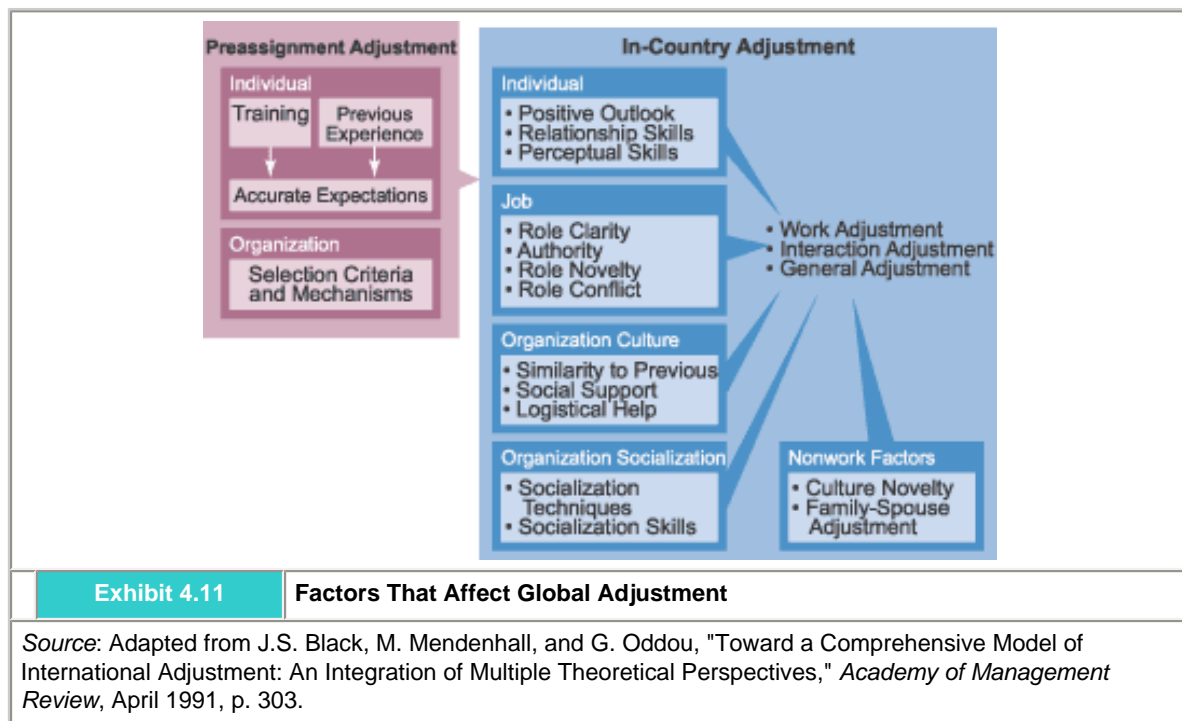 Preassignment Adjustment
Individual
Training
Previous
Experience
Accurate Expectations
Organization
Selection Criteria
and Mechanisms
In-Country Adjustment
Individual
• Positive Outlook
• Relationship Skills
• Perceptual Skills
Job
• Role Clarity
• Authority
• Role Novelty
• Role Conflict
Organization Culture
• Similarity to Previous
• Social Support
• Logistical Help
Organization Socialization
• Socialization
Techniques
• Socialization Skills
• Work Adjustment
• Interaction Adjustment
• General Adjustment
Nonwork Factors
• Culture Novelty
• Family-Spouse
Adjustment
Exhibit 4.11
Factors That Affect Global Adjustment
Source: Adapted from J.S. Black, M. Mendenhall, and G. Oddou, "Toward a Comprehensive Model of
International Adjustment: An Integration of Multiple Theoretical Perspectives," Academy of Management
Review, April 1991, p. 303.